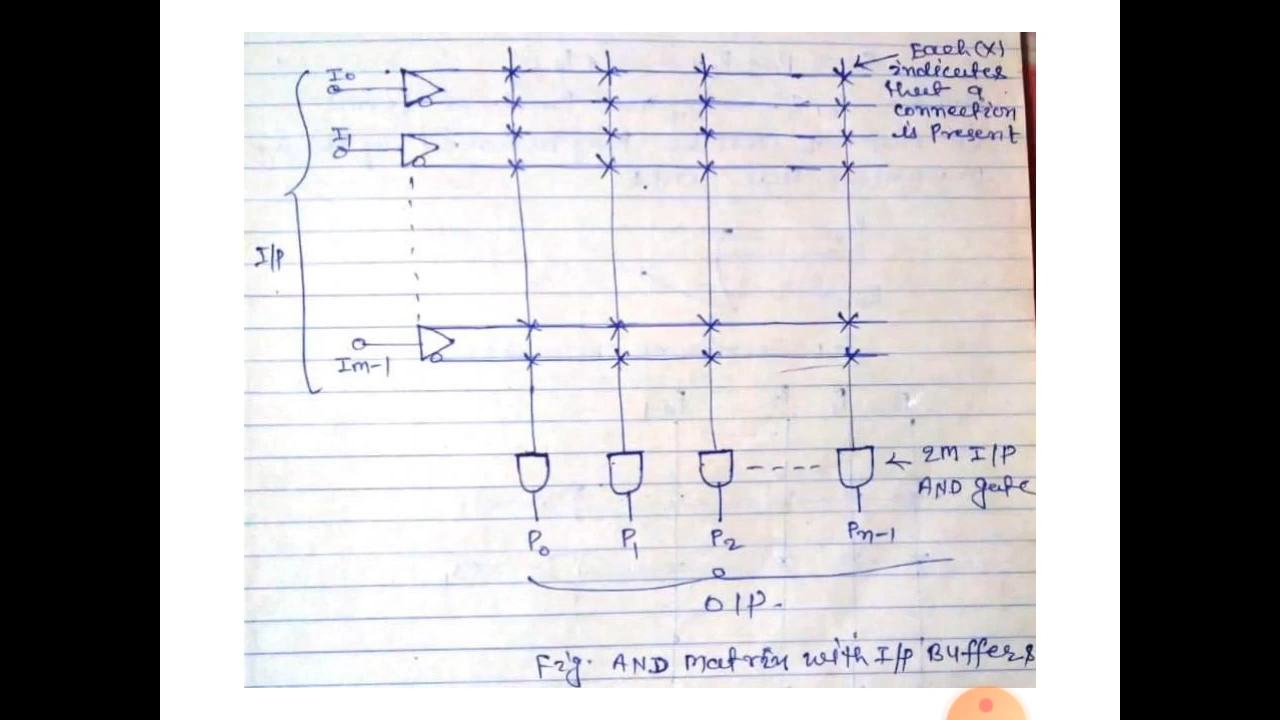 Each (X)
indicates
that a
connection
is Present
I0
I1
I/P
Im-1
2M I/P
AND gate
P0
P1
P2
Pn-1
O/P.
Fig. AND Matrix with I/P Buffers